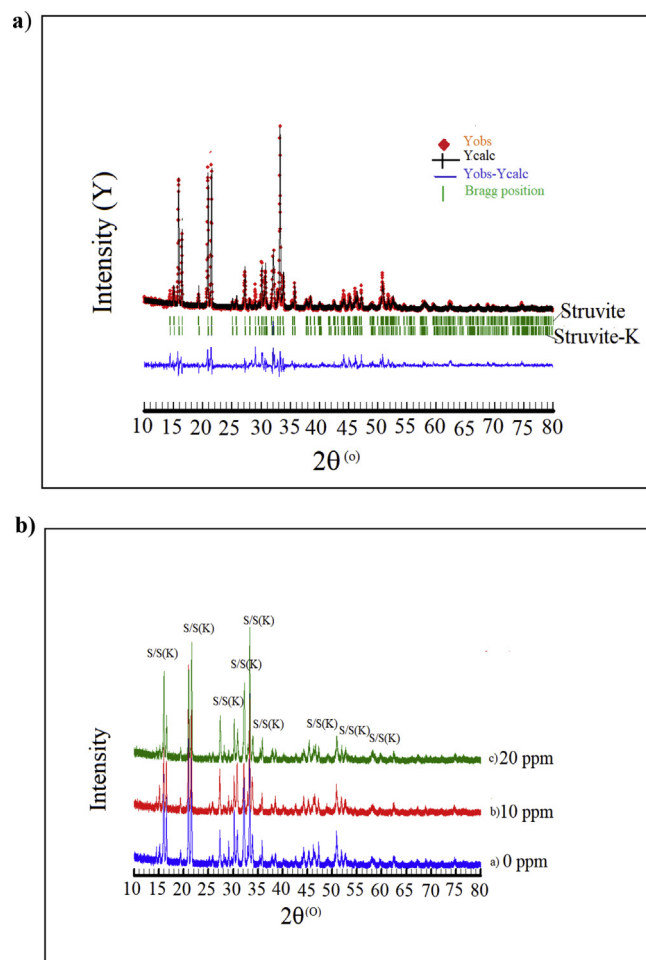 a)
Intensity (Y)
Yobs
Ycalc
Yobs-Ycalc
Bragg position
Struvite
Struvite-K
10 15 20 25 30 35 40 45 50 55 60 65 70 75 80
2θ (o)
b)
Intensity
S/S(K)
S/S(K)
S/S(K)
S/S(K)
S/S(K)
S/S(K)
S/S(K)
S/S(K)
S/S(K)
c) 20 ppm
b) 10 ppm
a) 0 ppm
10 15 20 25 30 35 40 45 50 55 60 65 70 75 80
2θ(O)